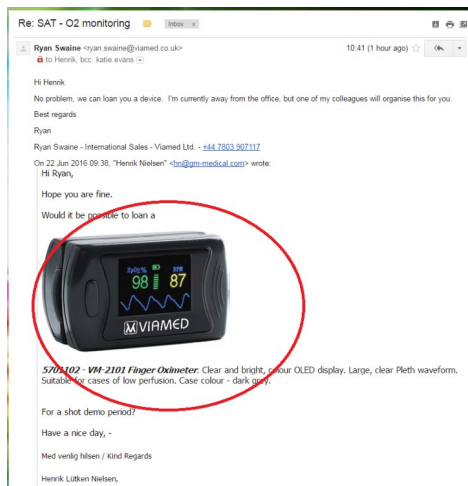 Re: SAT - O2 monitoring
Inbox x
Ryan Swaine <ryan.swaine@viamed.co.uk>
10:41 (1 hour ago)
to Henrik, bcc: katie.evans
Hi Henrik
No problem, we can loan you a device. I'm currently away from the office, but one of my colleagues will organise this for you.
Best regards
Ryan
Ryan Swaine - International Sales - Viamed Ltd. - +44 7803 907117
On 22 Jun 2016 09:38, "Henrik Nielsen" <hn@gm-medical.com> wrote:
Hi Ryan,
Hope you are fine.
Would it be possible to loan a
SpO2% BPM
98 87
VIAMED
5701102 - VM-2101 Finger Oximeter. Clear and bright, colour OLED display. Large, clear Pleth waveform.
Suitable for cases of low perfusion. Case colour - dark grey.
For a shot demo period?
Have a nice day, -
Med venlig hilsen / Kind Regards
Henrik Lütken Nielsen,